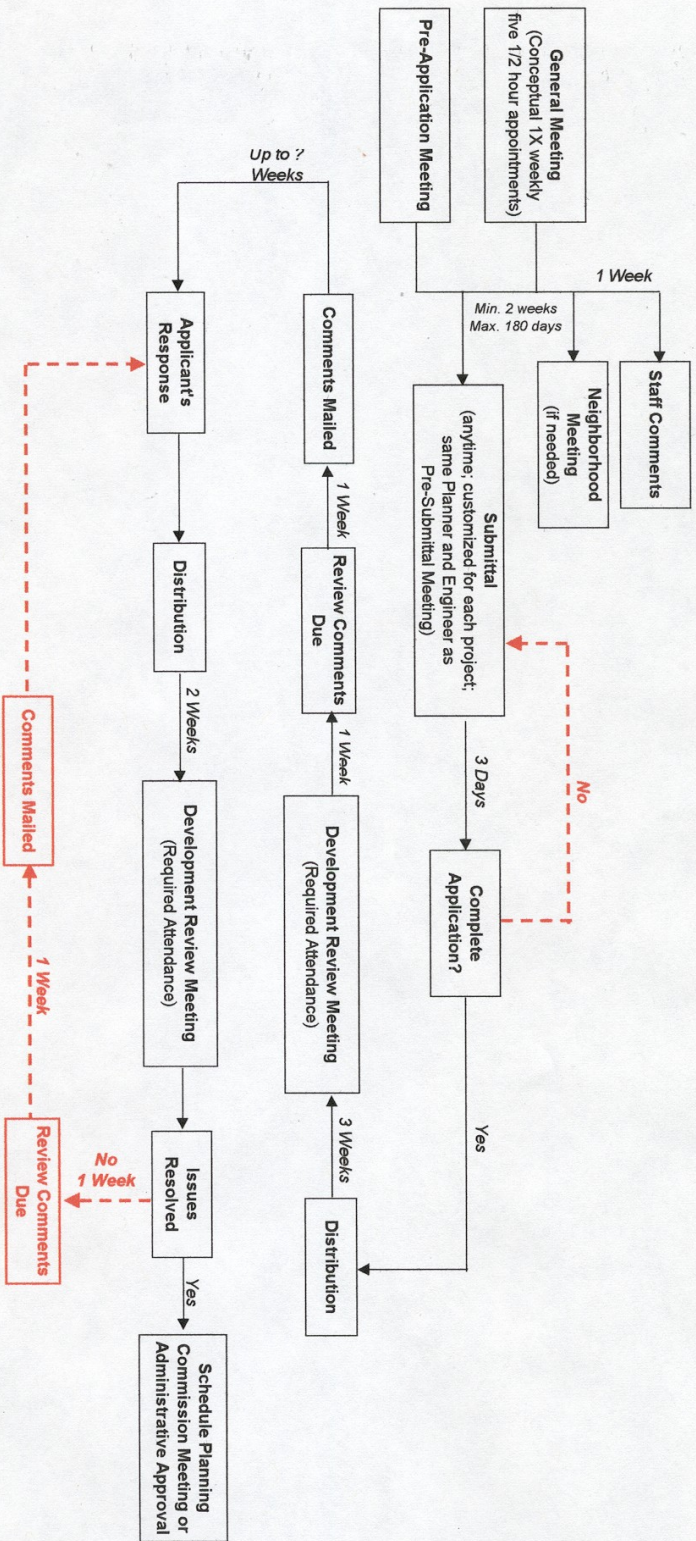 General Meeting
(Conceptual 1X weekly
five 1/2 hour appointments)
Pre-Application Meeting
1 Week
Staff Comments
Neighborhood
Meeting
(if needed)
Min. 2 weeks
Max. 180 days
Submittal
(anytime; customized for each project;
same Planner and Engineer as
Pre-Submittal Meeting)
3 Days
Complete
Application?
No
Yes
Distribution
3 Weeks
Development Review Meeting
(Required Attendance)
1 Week
Review Comments
Due
1 Week
Comments Mailed
Up to ?
Weeks
Applicant's
Response
Distribution
2 Weeks
Development Review Meeting
(Required Attendance)
Issues
Resolved
Yes
Schedule Planning
Commission Meeting or
Administrative Approval
No
1 Week
Review Comments
Due
1 Week
Comments Mailed